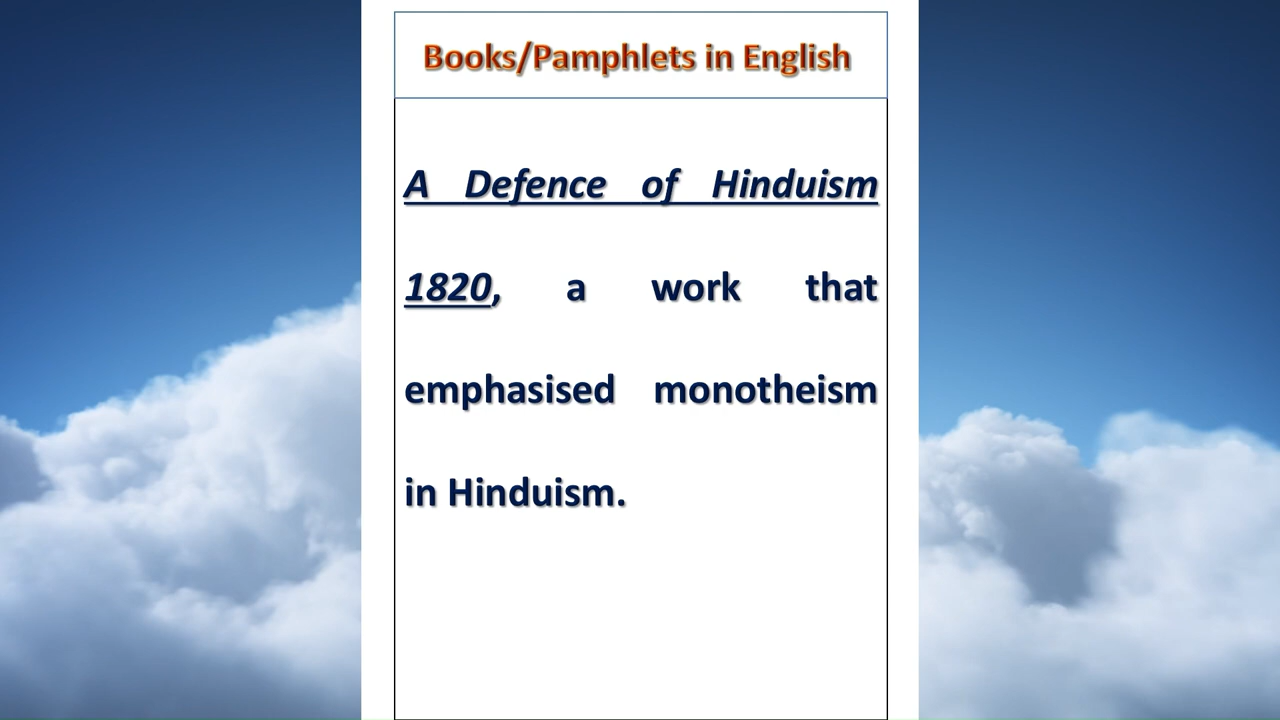 Books/Pamphlets in English
A Defence of Hinduism
1820, a work that
emphasised monotheism
in Hinduism.